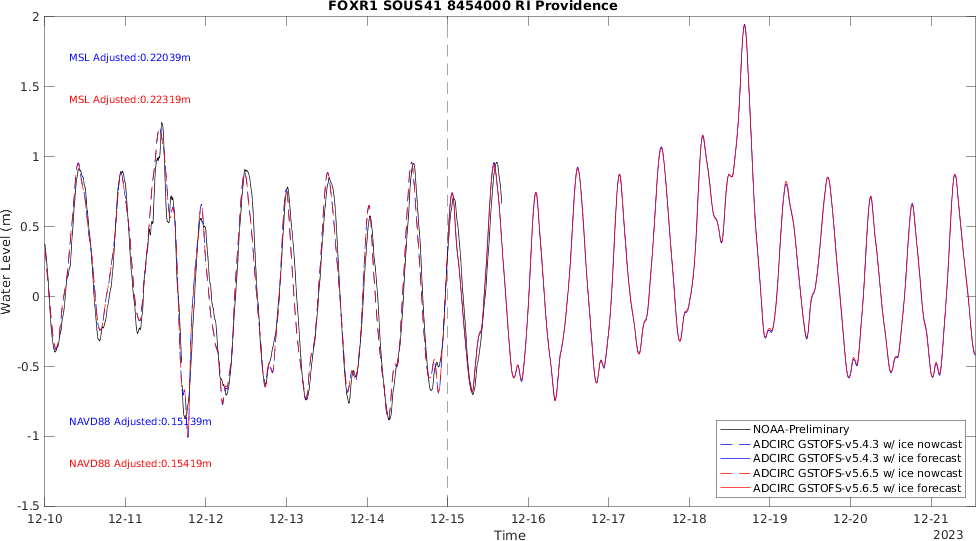 FOXR1 SOUS41 8454000 RI Providence
2
1.5
1
0.5
0
-0.5
-1
-1.5
Water Level (m)
MSL Adjusted:0.22039m
MSL Adjusted:0.22319m
NAVD88 Adjusted:0.15139m
NAVD88 Adjusted:0.15419m
NOAA-Preliminary
ADCIRC GSTOFS-v5.4.3 w/ ice nowcast
ADCIRC GSTOFS-v5.4.3 w/ ice forecast
ADCIRC GSTOFS-v5.6.5 w/ ice nowcast
ADCIRC GSTOFS-v5.6.5 w/ ice forecast
12-10 12-11 12-12 12-13 12-14 12-15 12-16 12-17 12-18 12-19 12-20 12-21
Time
2023